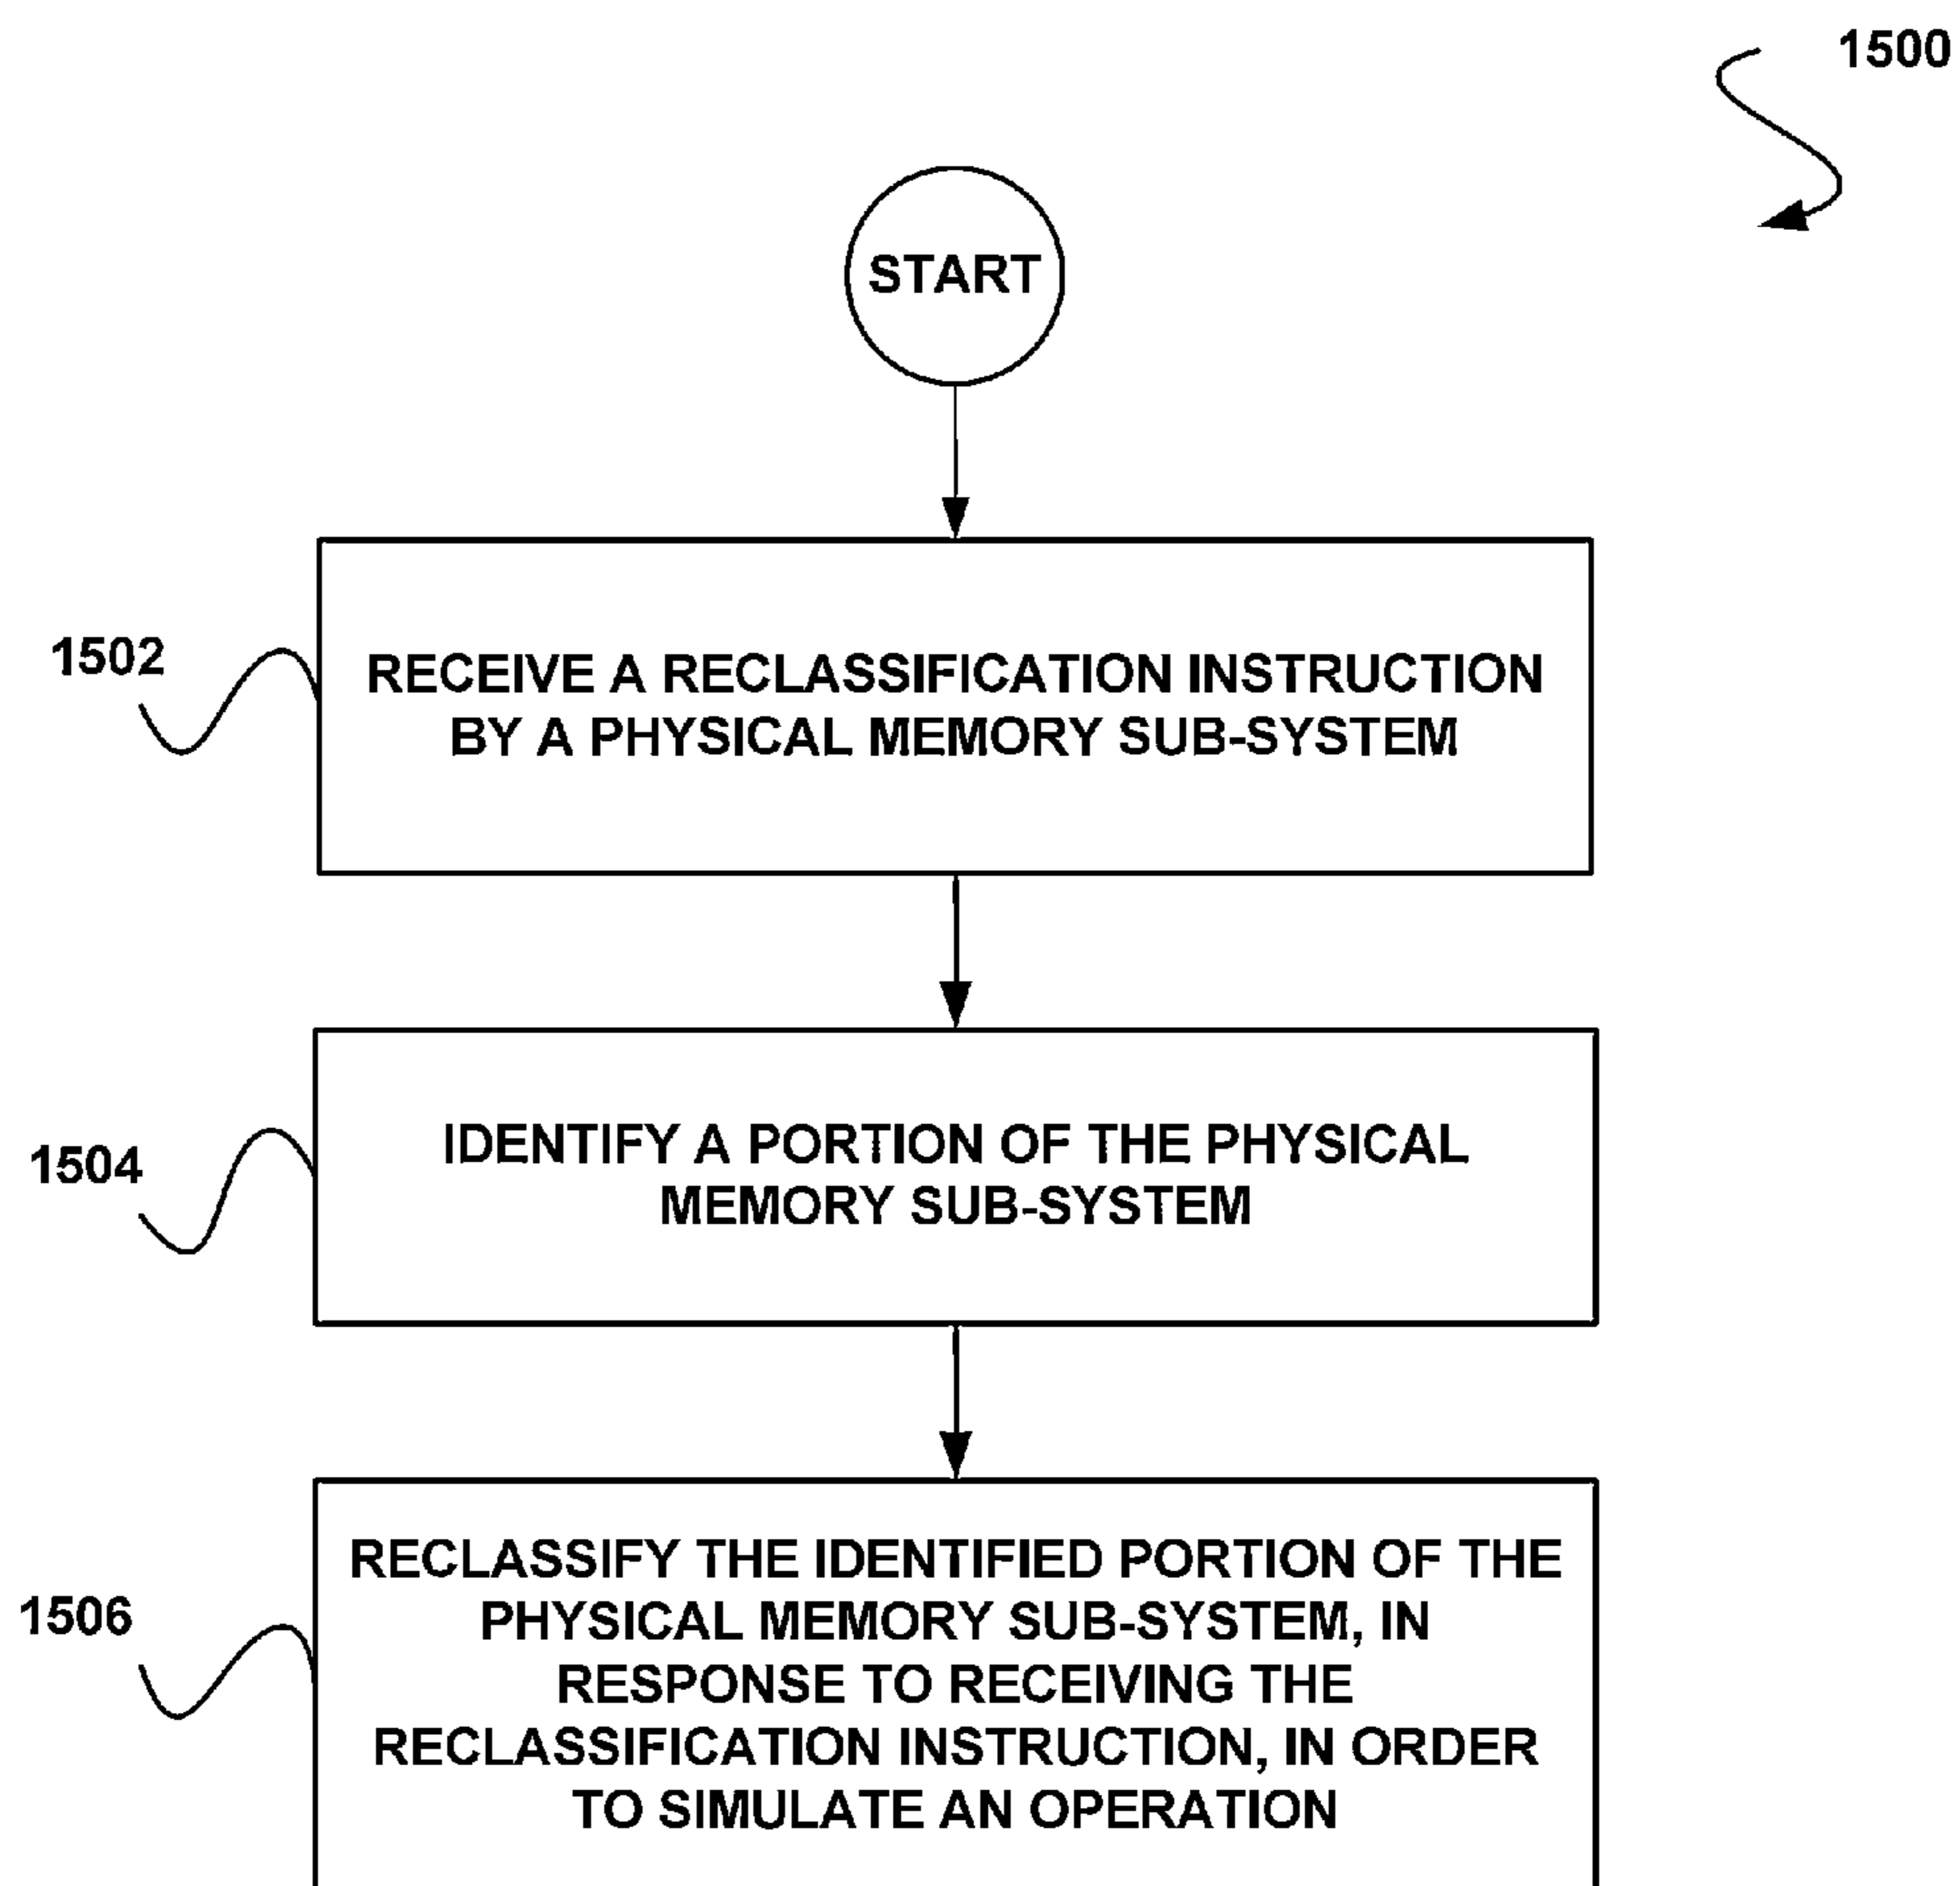 1500
START
1502
RECEIVE A RECLASSIFICATION INSTRUCTION
BY A PHYSICAL MEMORY SUB-SYSTEM
1504
IDENTIFY A PORTION OF THE PHYSICAL
MEMORY SUB-SYSTEM
1506
RECLASSIFY THE IDENTIFIED PORTION OF THE
PHYSICAL MEMORY SUB-SYSTEM, IN
RESPONSE TO RECEIVING THE
RECLASSIFICATION INSTRUCTION, IN ORDER
TO SIMULATE AN OPERATION